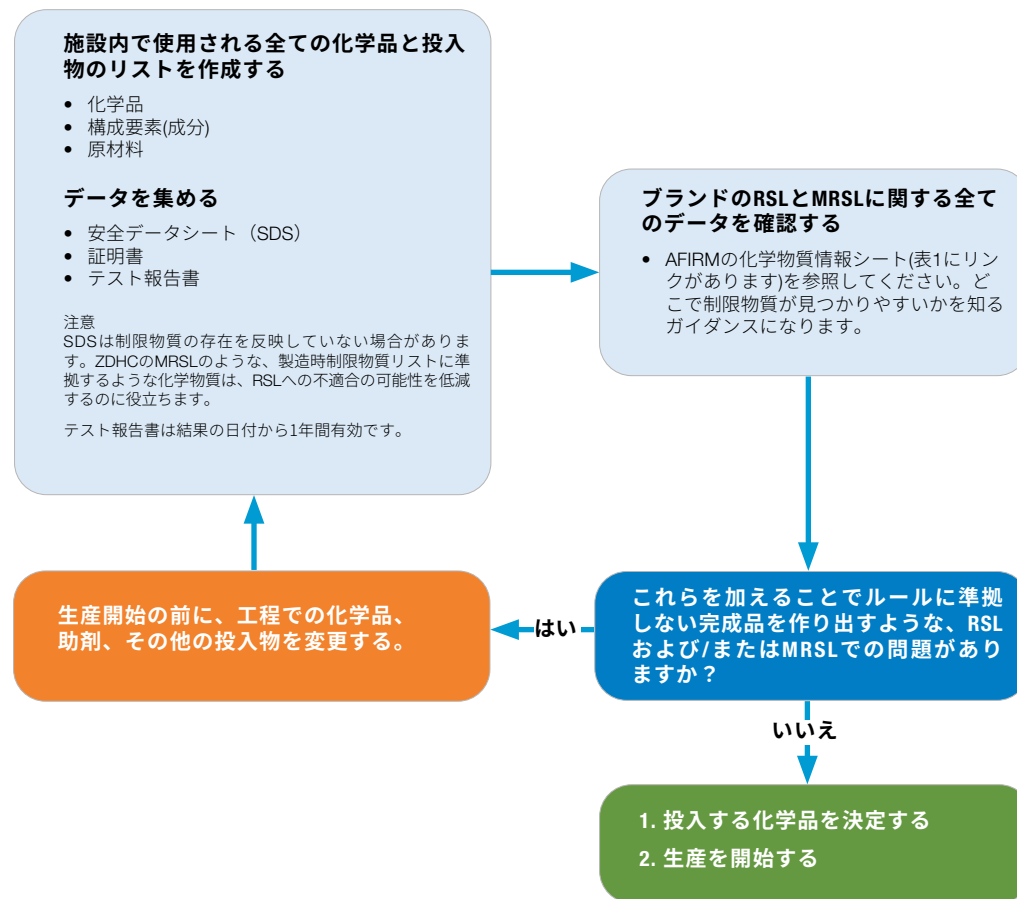 施設内で使用される全ての化学品と投入
物のリストを作成する
• 化学品
• 構成要素(成分)
• 原材料
データを集める
• 安全データシート（SDS）
• 証明書
• テスト報告書
注意
SDSは制限物質の存在を反映していない場合がありま
す。ZDHCのMRSLのような、製造時制限物質リストに準
拠するような化学物質は、RSLへの不適合の可能性を低減
するのに役立ちます。
テスト報告書は結果の日付から1年間有効です。
ブランドのRSLとMRSLに関する全て
のデータを確認する
• AFIRMの化学物質情報シート(表1にリン
クがあります)を参照してください。ど
こで制限物質が見つかりやすいかを知る
ガイダンスになります。
これらを加えることでルールに準拠
しない完成品を作り出すような、RSL
および/またはMRSLでの問題があり
ますか？
はい
生産開始の前に、工程での化学品、
助剤、その他の投入物を変更する。
いいえ
1. 投入する化学品を決定する
2. 生産を開始する